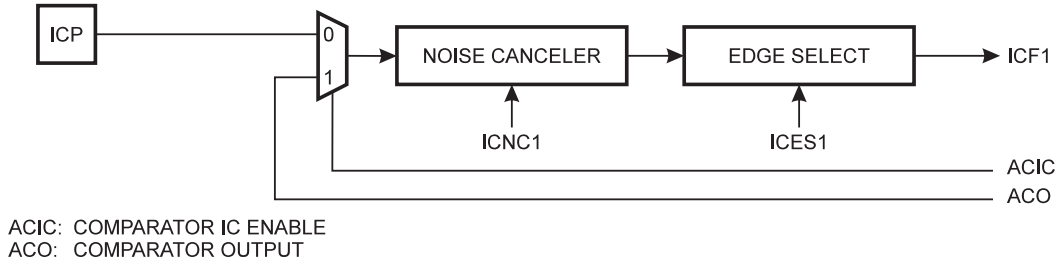 ICP
0
1
NOISE CANCELER
EDGE SELECT
ICF1
ICNC1
ICES1
ACIC
ACO
ACIC: COMPARATOR IC ENABLE
ACO: COMPARATOR OUTPUT